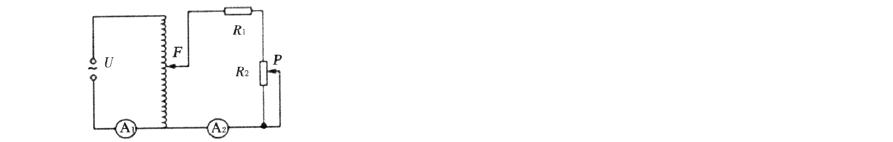 R₁
F
P
U
R₂
A₁
A₂